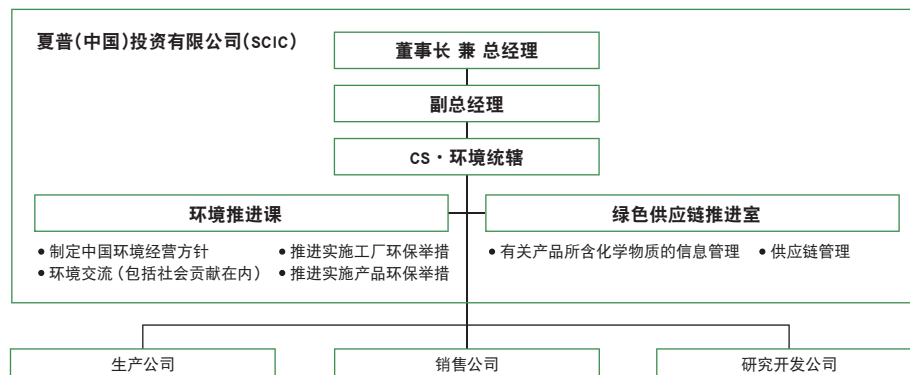 夏普(中国)投资有限公司(SCIC)
董事长 兼 总经理
副总经理
CS・环境统辖
环境推进课
绿色供应链推进室
• 制定中国环境经营方针
• 推进实施工厂环保举措
• 有关产品所含化学物质的信息管理
• 供应链管理
• 环境交流(包括社会贡献在内)
• 推进实施产品环保举措
生产公司
销售公司
研究开发公司